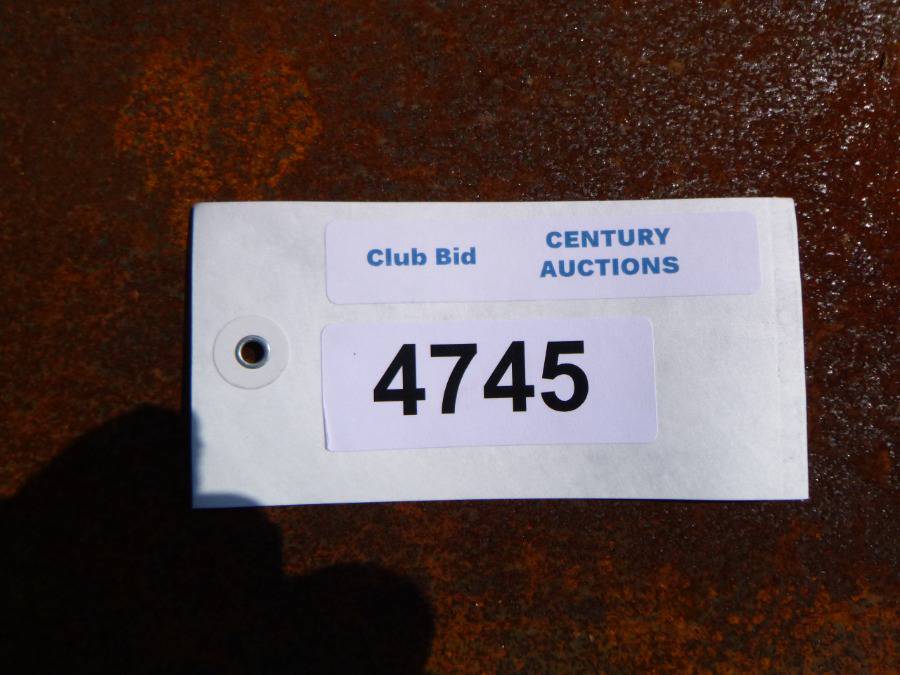 Club Bid
CENTURY
AUCTIONS
4745